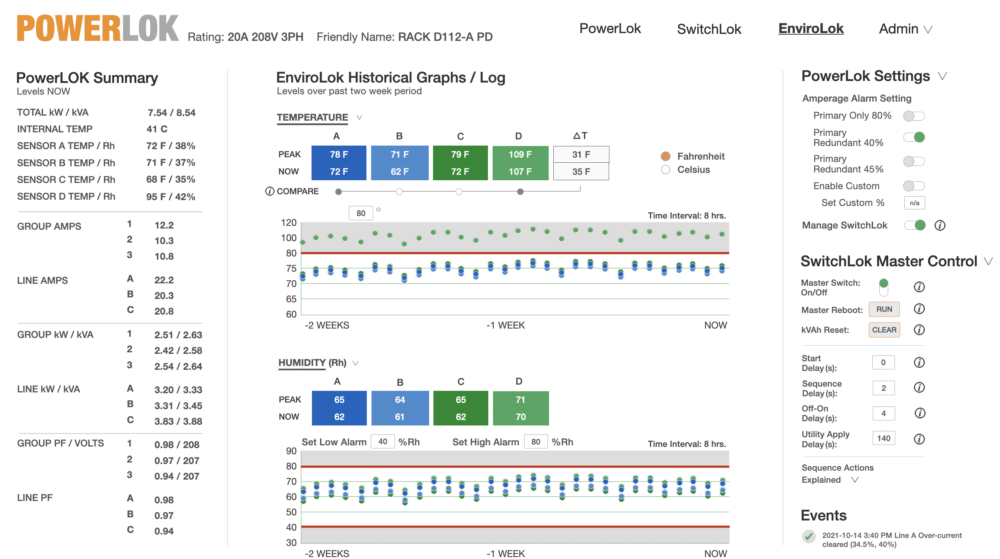 POWERLOK
Rating: 20A 208V 3PH
Friendly Name: RACK D112-A PD
PowerLok
SwitchLok
EnviroLok
Admin
PowerLOK Summary
Levels NOW
TOTAL kW / kVA 7.54 / 8.54
INTERNAL TEMP 41 C
SENSOR A TEMP / Rh 72 F / 38%
SENSOR B TEMP / Rh 71 F / 37%
SENSOR C TEMP / Rh 68 F / 35%
SENSOR D TEMP / Rh 95 F / 42%
GROUP AMPS 1 12.2
2 10.3
3 10.8
LINE AMPS A 22.2
B 20.3
C 20.8
GROUP kW / kVA 1 2.51 / 2.63
2 2.42 / 2.58
3 2.54 / 2.64
LINE kW / kVA A 3.20 / 3.33
B 3.31 / 3.45
C 3.83 / 3.88
GROUP PF / VOLTS 1 0.98 / 208
2 0.97 / 207
3 0.94 / 207
LINE PF A 0.98
B 0.97
C 0.94
EnviroLok Historical Graphs / Log
Levels over past two week period
TEMPERATURE
A B C D △T
PEAK 78 F 71 F 79 F 109 F 31 F
NOW 72 F 62 F 72 F 107 F 35 F
Fahrenheit
Celsius
i COMPARE
80 °
Time Interval: 8 hrs.
120
100
80
75
70
65
60
-2 WEEKS -1 WEEK NOW
HUMIDITY (Rh)
A B C D
PEAK 65 64 65 71
NOW 62 61 62 70
Set Low Alarm 40 %Rh Set High Alarm 80 %Rh
Time Interval: 8 hrs.
90
80
70
60
50
40
30
-2 WEEKS -1 WEEK NOW
PowerLok Settings
Amperage Alarm Setting
Primary Only 80%
Primary
Redundant 40%
Primary
Redundant 45%
Enable Custom
Set Custom % n/a
Manage SwitchLok i
SwitchLok Master Control
Master Switch:
On/Off i
Master Reboot: RUN i
kVAh Reset: CLEAR i
Start
Delay (s): 0 i
Sequence
Delay (s): 2 i
Off-On
Delay (s): 4 i
Utility Apply
Delay (s): 140 i
Sequence Actions
Explained
Events
2021-10-14 3:40 PM Line A Over-current
cleared (34.5%, 40%)